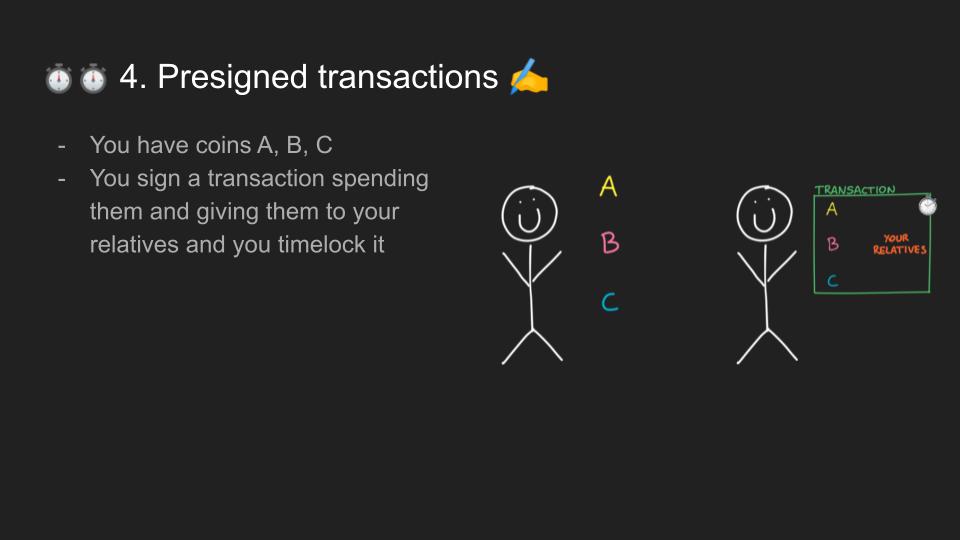 ⏱️⏱️ 4. Presigned transactions ✍️
- You have coins A, B, C
- You sign a transaction spending
them and giving them to your
relatives and you timelock it
A
B
C
TRANSACTION
A
B
C
YOUR
RELATIVES